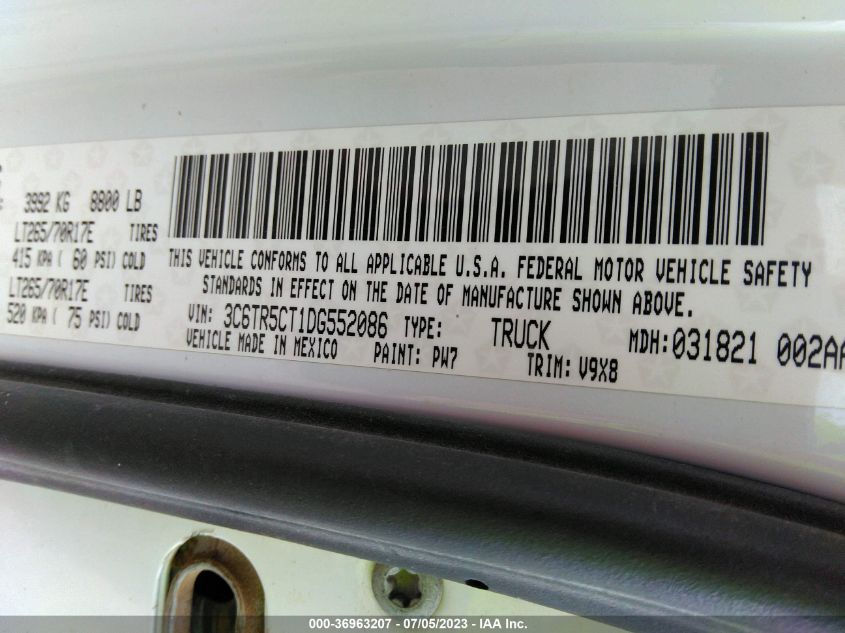 3992 KG 8800 LB
LT265/70R17E TIRES
415 KPA ( 60 PSI) COLD
LT265/70R17E TIRES
520 KPA ( 75 PSI) COLD
THIS VEHICLE CONFORMS TO ALL APPLICABLE U.S.A. FEDERAL MOTOR VEHICLE SAFETY
STANDARDS IN EFFECT ON THE DATE OF MANUFACTURE SHOWN ABOVE.
VIN: 3C6TR5CT1DG552086 TYPE: TRUCK MDH:031821 002AA
VEHICLE MADE IN MEXICO PAINT: PW7 TRIM: V9X8
000-36963207 - 07/05/2023 - IAA Inc.